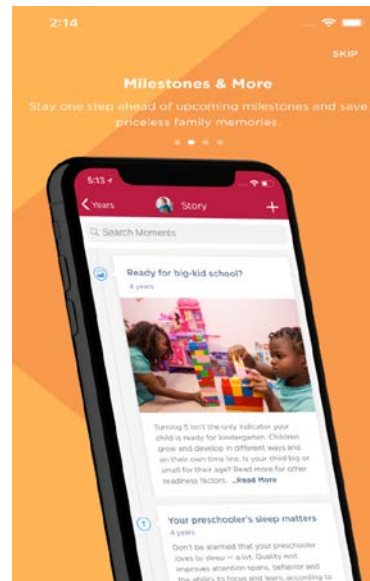 2:14
SKIP
Milestones & More
Stay one step ahead of upcoming milestones and save
priceless family memories.
5:13
Years
Story
Search Moments
Ready for big-kid school?
4 years
Turning 5 isn't the only indicator your
child is ready for kindergarten. Children
grow and develop in different ways and
on their own time line. Is your child big or
small for their age? Read more for other
readiness factors. ...Read More
Your preschooler's sleep matters
4 years
Don't be alarmed that your preschooler
loves to sleep — a lot. Quality rest
improves attention spans, behavior and
the ability to focus and learn, according to